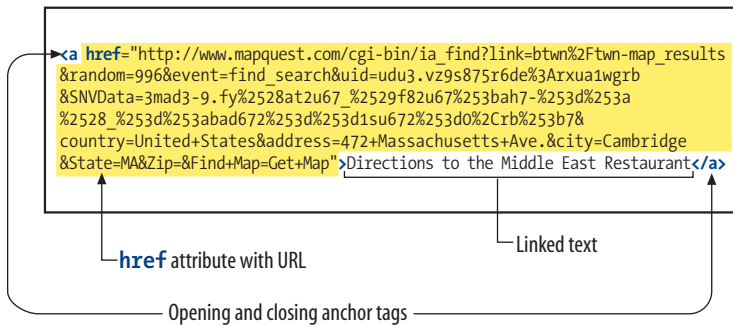 <a href="http://www.mapquest.com/cgi-bin/ia_find?link=btwn%2Ftwn-map_results
&random=996&event=find_search&uid=udu3.vz9s875r6de%3Arxua1wgrb
&SNVData=3mad3-9.fy%2528at2u67_%2529f82u67%253bah7-%253d%253a
%2528_%253d%253abad672%253d%253d1su672%253d0%2Crb%253b7&
country=United+States&address=472+Massachusetts+Ave.&city=Cambridge
&State=MA&Zip=&Find+Map=Get+Map">Directions to the Middle East Restaurant</a>
Linked text
href attribute with URL
Opening and closing anchor tags